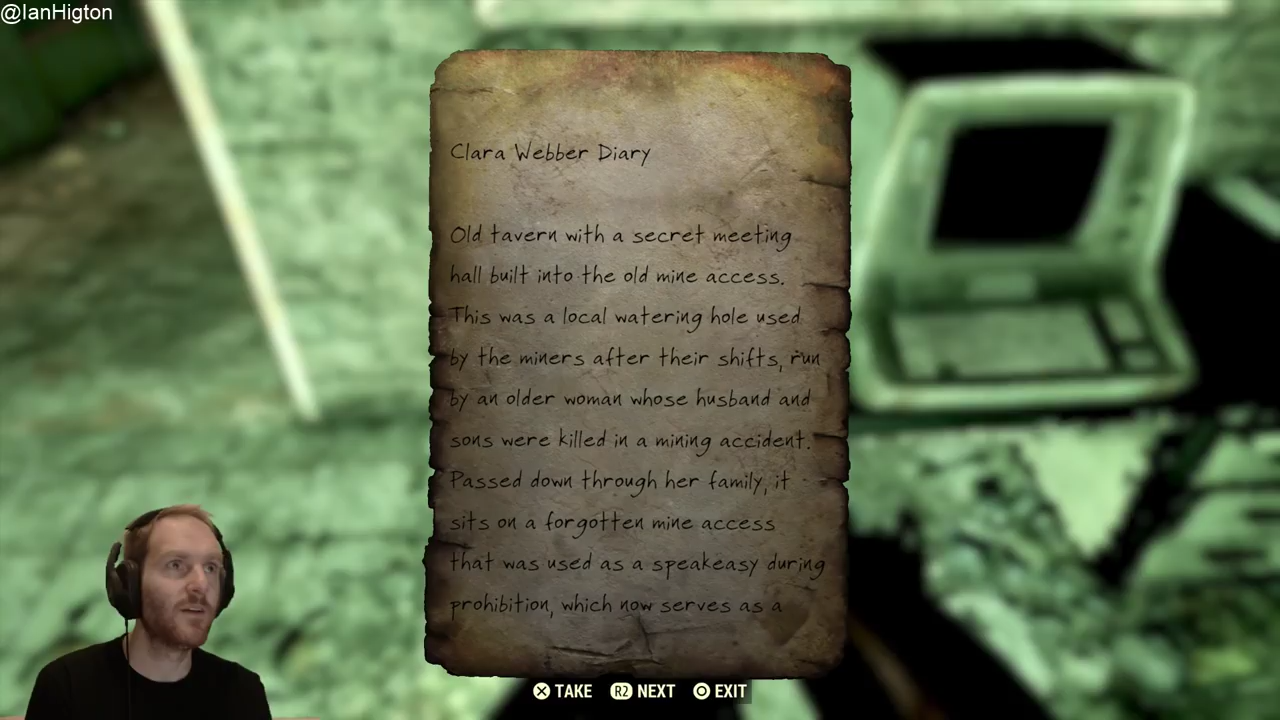 @IanHigton
Clara Webber Diary
Old tavern with a secret meeting
hall built into the old mine access.
This was a local watering hole used
by the miners after their shifts, run
by an older woman whose husband and
sons were killed in a mining accident.
Passed down through her family, it
sits on a forgotten mine access
that was used as a speakeasy during
prohibition, which now serves as a
TAKE R2 NEXT EXIT